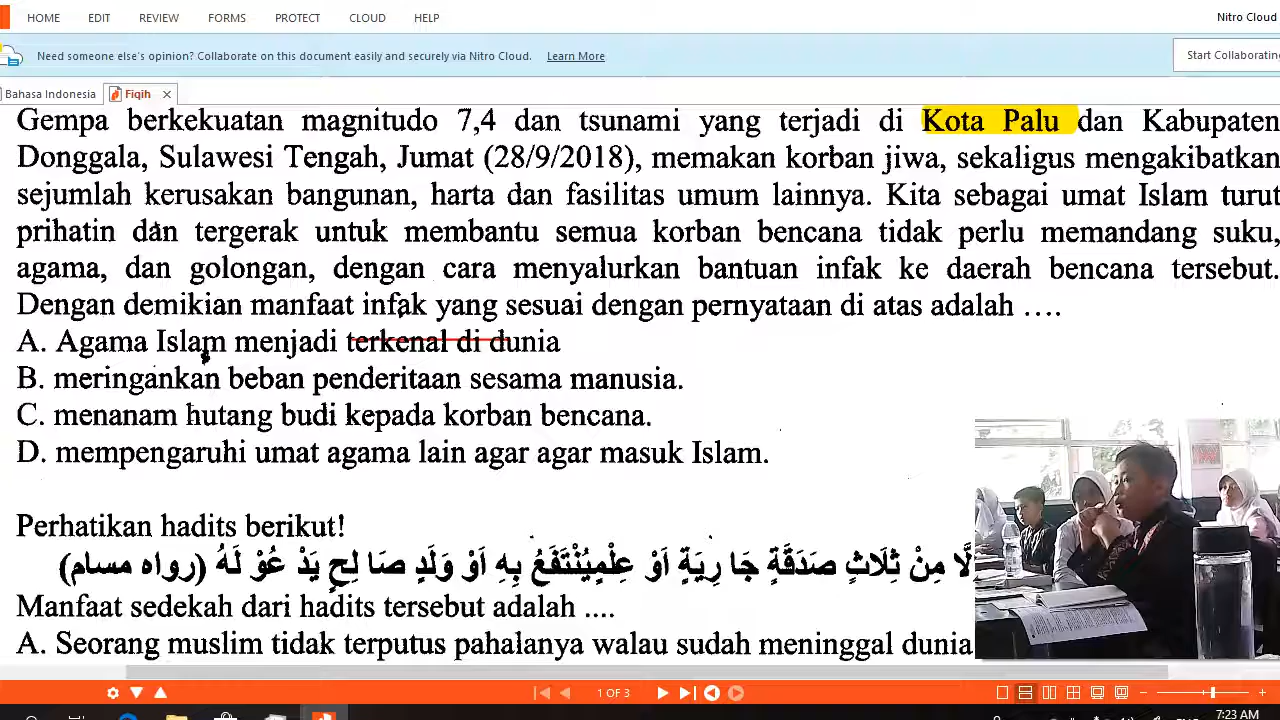 HOME EDIT REVIEW FORMS PROTECT CLOUD HELP Nitro Cloud
Need someone else's opinion? Collaborate on this document easily and securely via Nitro Cloud. Learn More Start Collaborating
Bahasa Indonesia Fiqih ×
Gempa berkekuatan magnitudo 7,4 dan tsunami yang terjadi di Kota Palu dan Kabupaten
Donggala, Sulawesi Tengah, Jumat (28/9/2018), memakan korban jiwa, sekaligus mengakibatkan
sejumlah kerusakan bangunan, harta dan fasilitas umum lainnya. Kita sebagai umat Islam turut
prihatin dan tergerak untuk membantu semua korban bencana tidak perlu memandang suku,
agama, dan golongan, dengan cara menyalurkan bantuan infak ke daerah bencana tersebut.
Dengan demikian manfaat infak yang sesuai dengan pernyataan di atas adalah ….
A. Agama Islam menjadi terkenal di dunia
B. meringankan beban penderitaan sesama manusia.
C. menanam hutang budi kepada korban bencana.
D. mempengaruhi umat agama lain agar agar masuk Islam.
Perhatikan hadits berikut!
لَّا مِنْ ثِلَاثٍ صَدَقَةٍ جَا رِيَةٍ اَوْ عِلْمٍيُنْتَفَعُ بِهِ اَوْ وَلَدٍ صَا لِحٍ يَدْ عُوْ لَهُ (رواه مسام)
Manfaat sedekah dari hadits tersebut adalah ....
A. Seorang muslim tidak terputus pahalanya walau sudah meninggal dunia
1 OF 3
7:23 AM